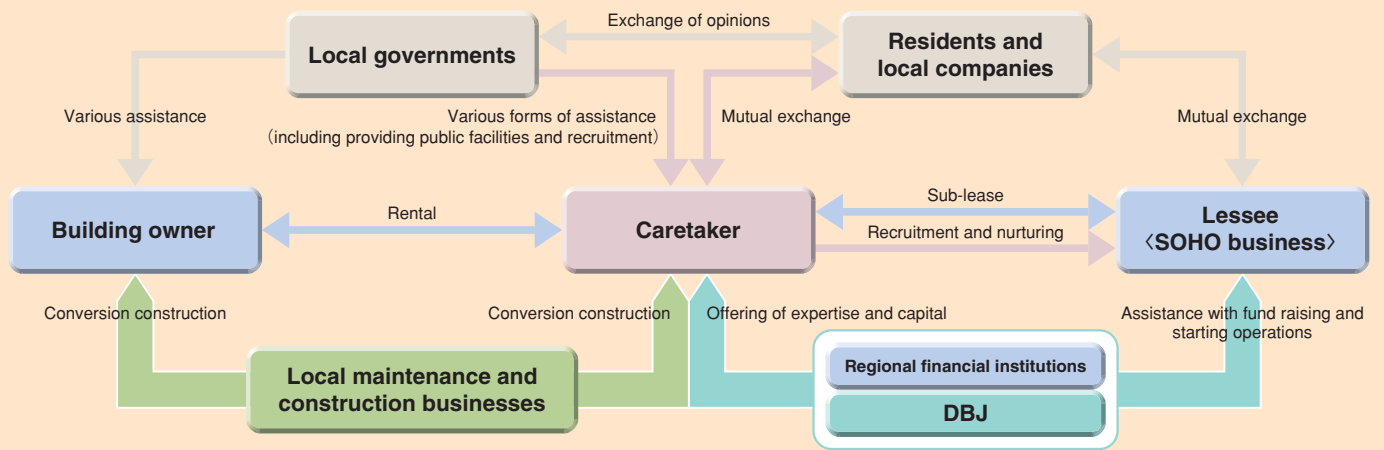 Exchange of opinions
Local governments
Residents and
local companies
Various assistance
Various forms of assistance
(including providing public facilities and recruitment)
Mutual exchange
Mutual exchange
Building owner
Rental
Caretaker
Sub-lease
Recruitment and nurturing
Lessee
〈SOHO business〉
Conversion construction
Conversion construction
Offering of expertise and capital
Assistance with fund raising and
starting operations
Local maintenance and
construction businesses
Regional financial institutions
DBJ